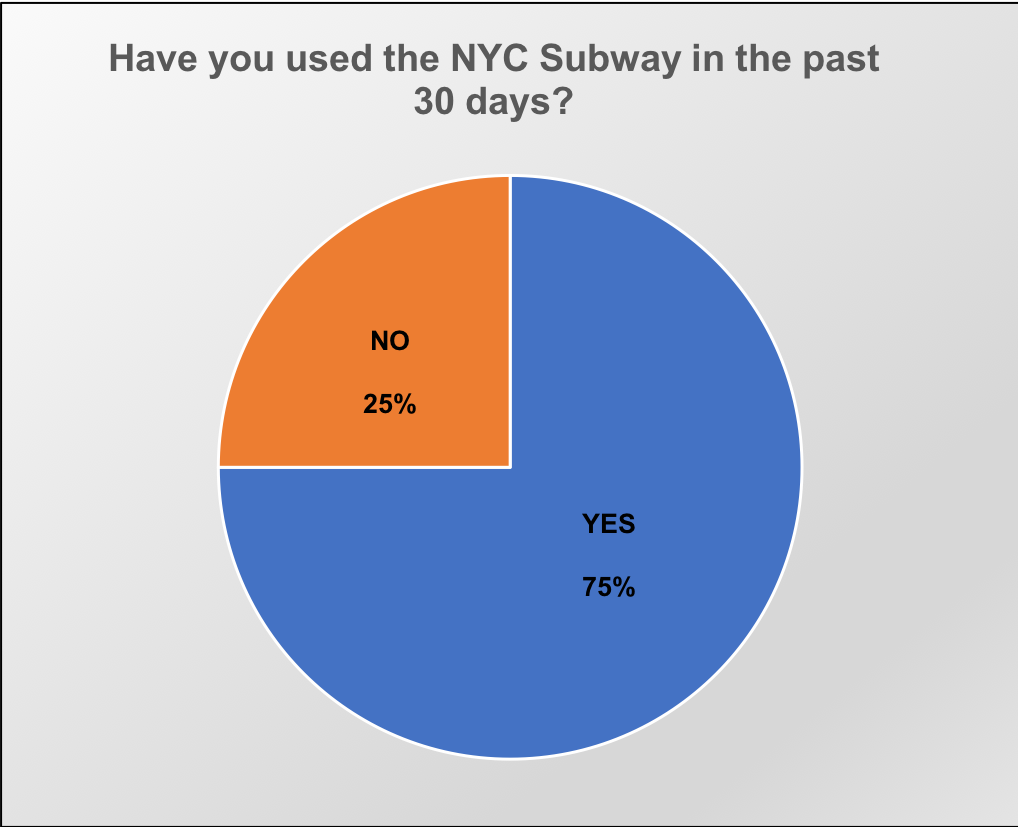 Have you used the NYC Subway in the past
30 days?
NO
25%
YES
75%